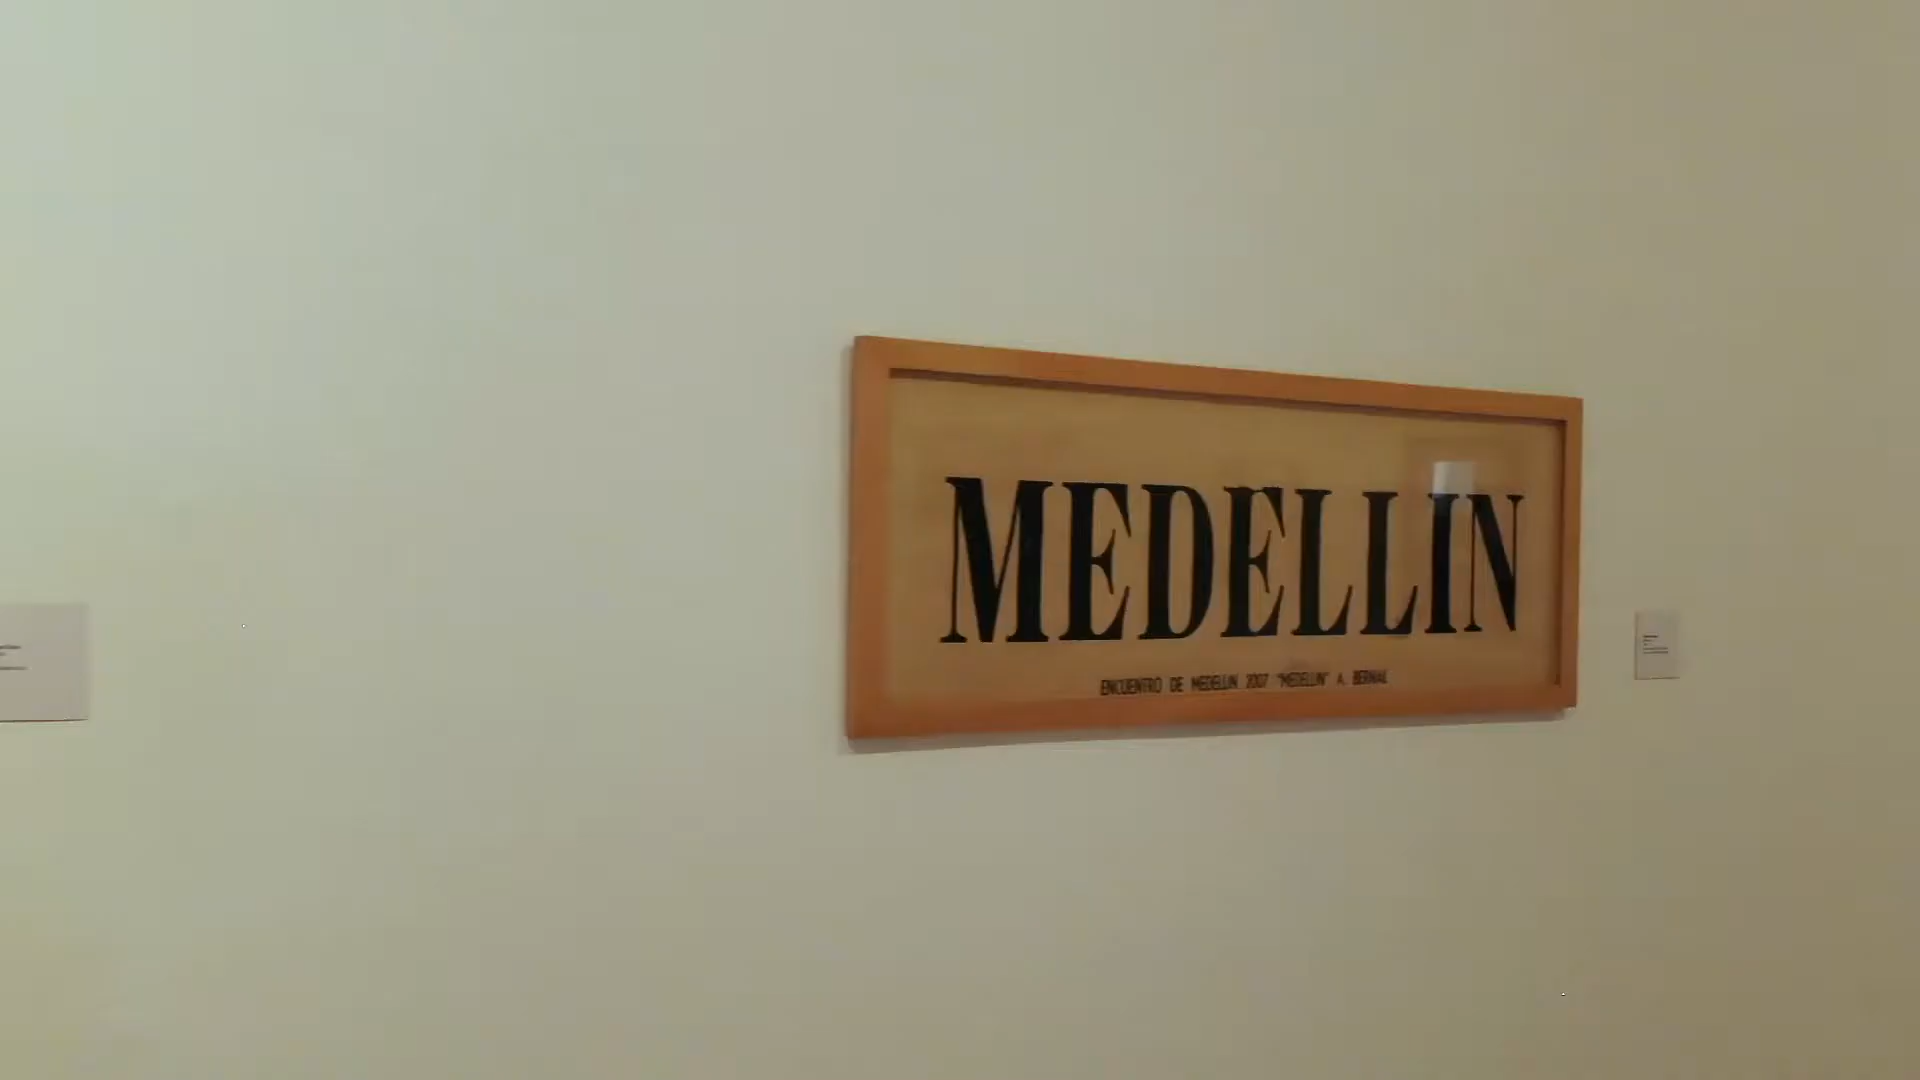 MEDELLIN
ENCUENTRO DE MEDELLIN 2007 "MEDELLIN" A. BERNAL